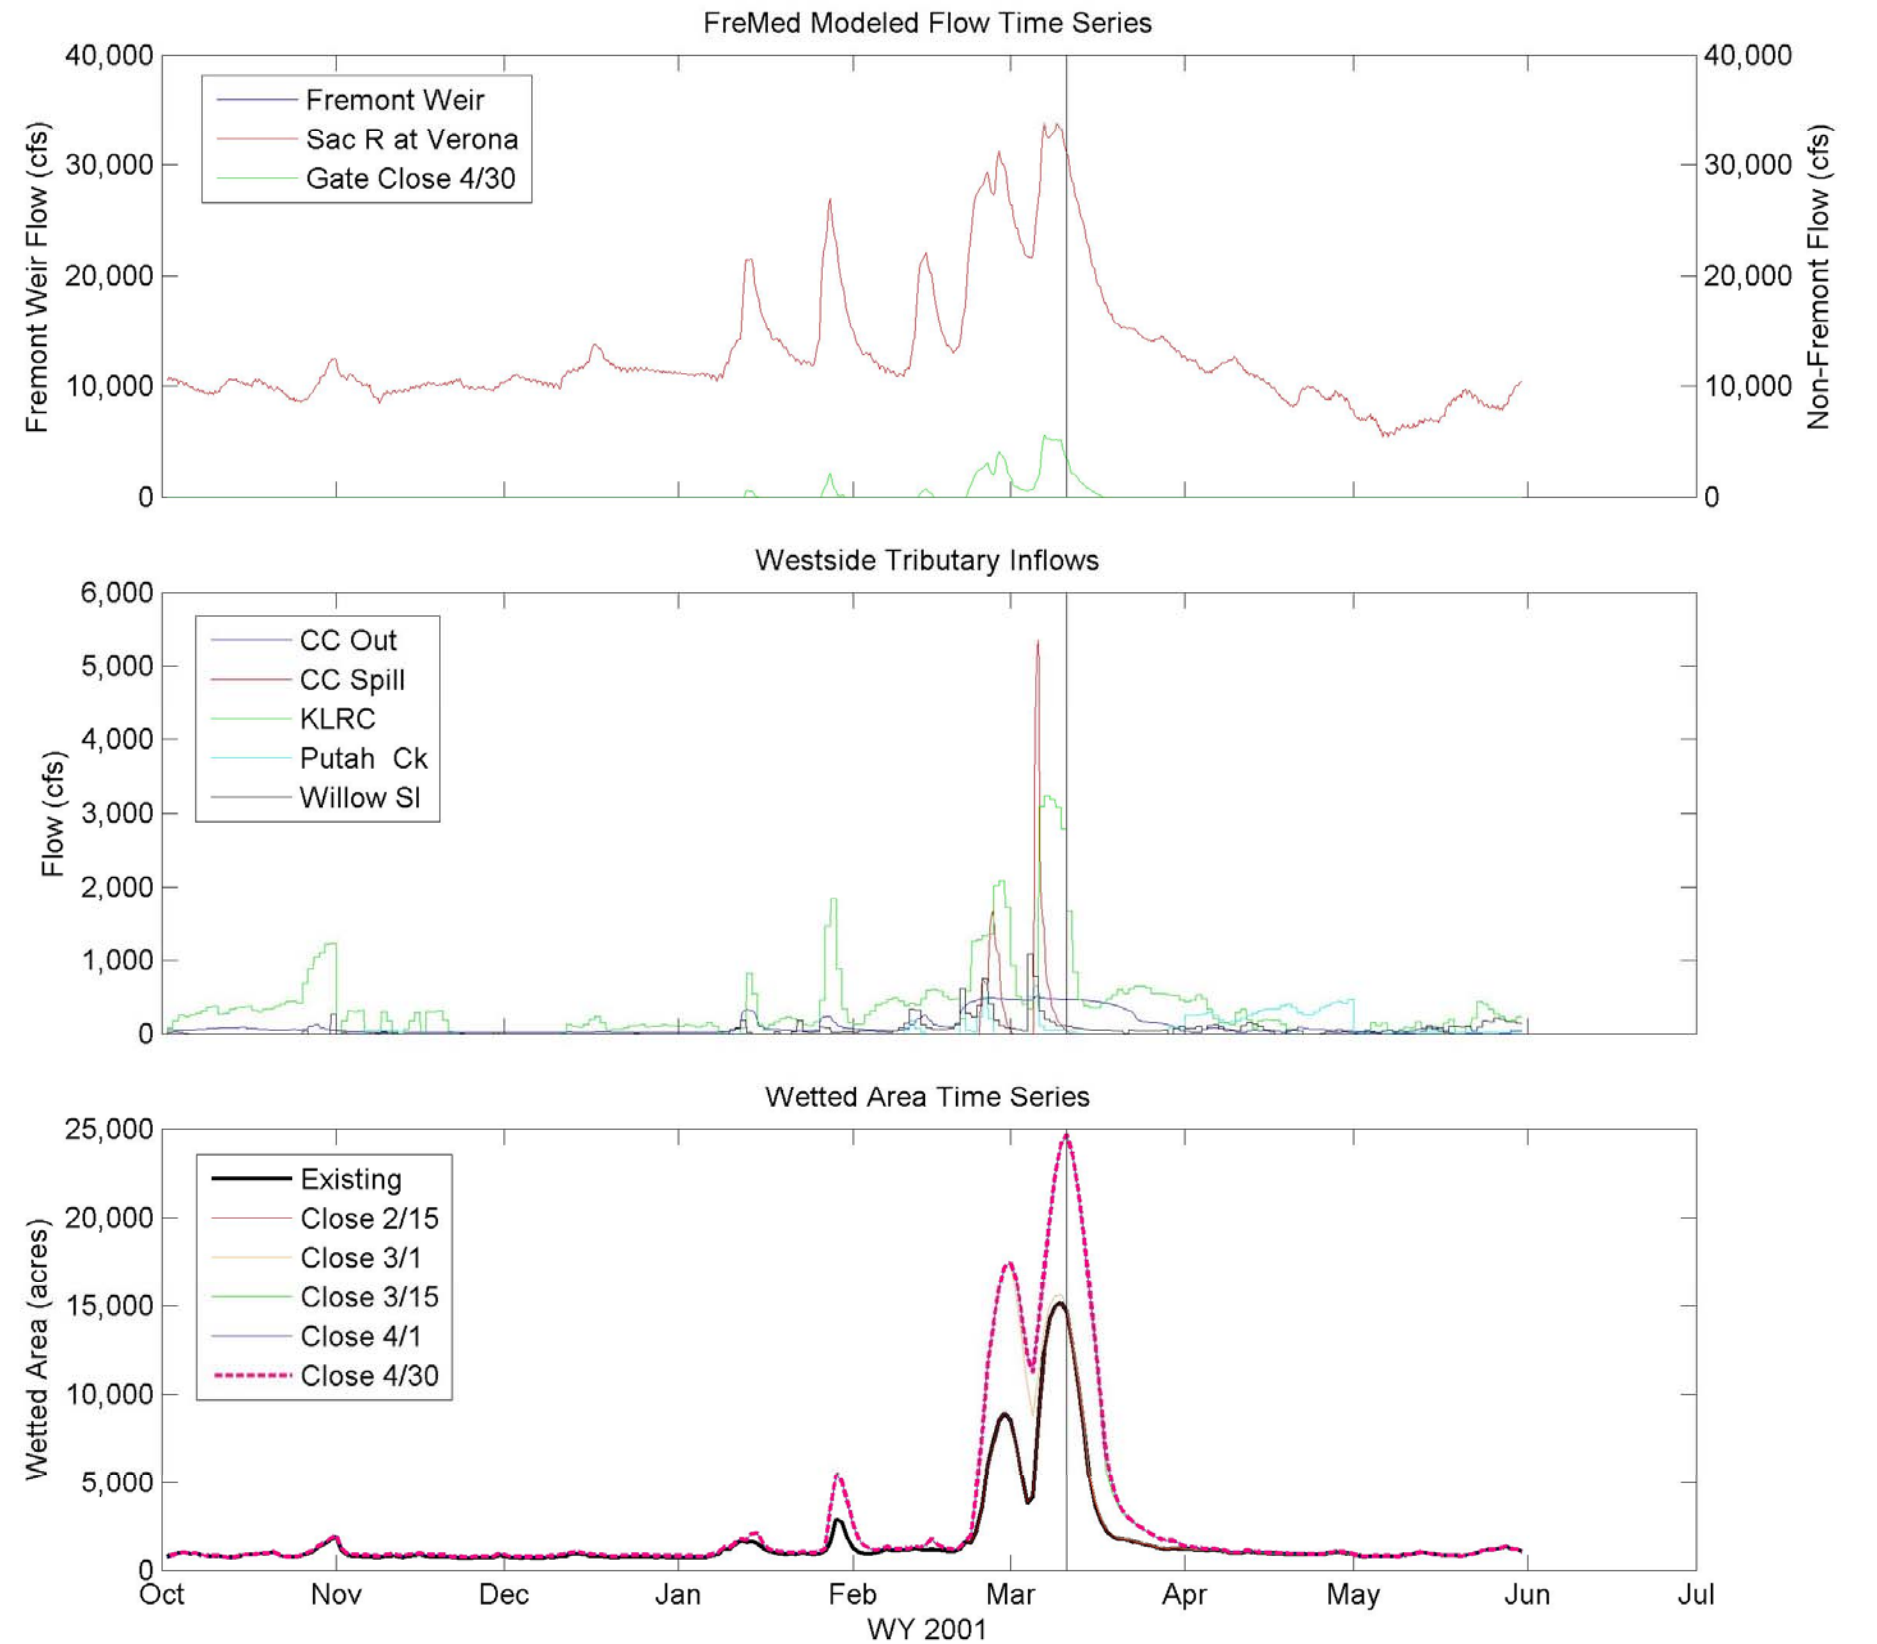 FreMed Modeled Flow Time Series
40,000
30,000
20,000
10,000
0
Fremont Weir Flow (cfs)
Fremont Weir
Sac R at Verona
Gate Close 4/30
40,000
30,000
20,000
10,000
0
Non-Fremont Flow (cfs)
Westside Tributary Inflows
6,000
5,000
4,000
3,000
2,000
1,000
0
Flow (cfs)
CC Out
CC Spill
KLRC
Putah Ck
Willow Sl
Wetted Area Time Series
25,000
20,000
15,000
10,000
5,000
0
Wetted Area (acres)
Existing
Close 2/15
Close 3/1
Close 3/15
Close 4/1
Close 4/30
Oct Nov Dec Jan Feb Mar Apr May Jun Jul
WY 2001